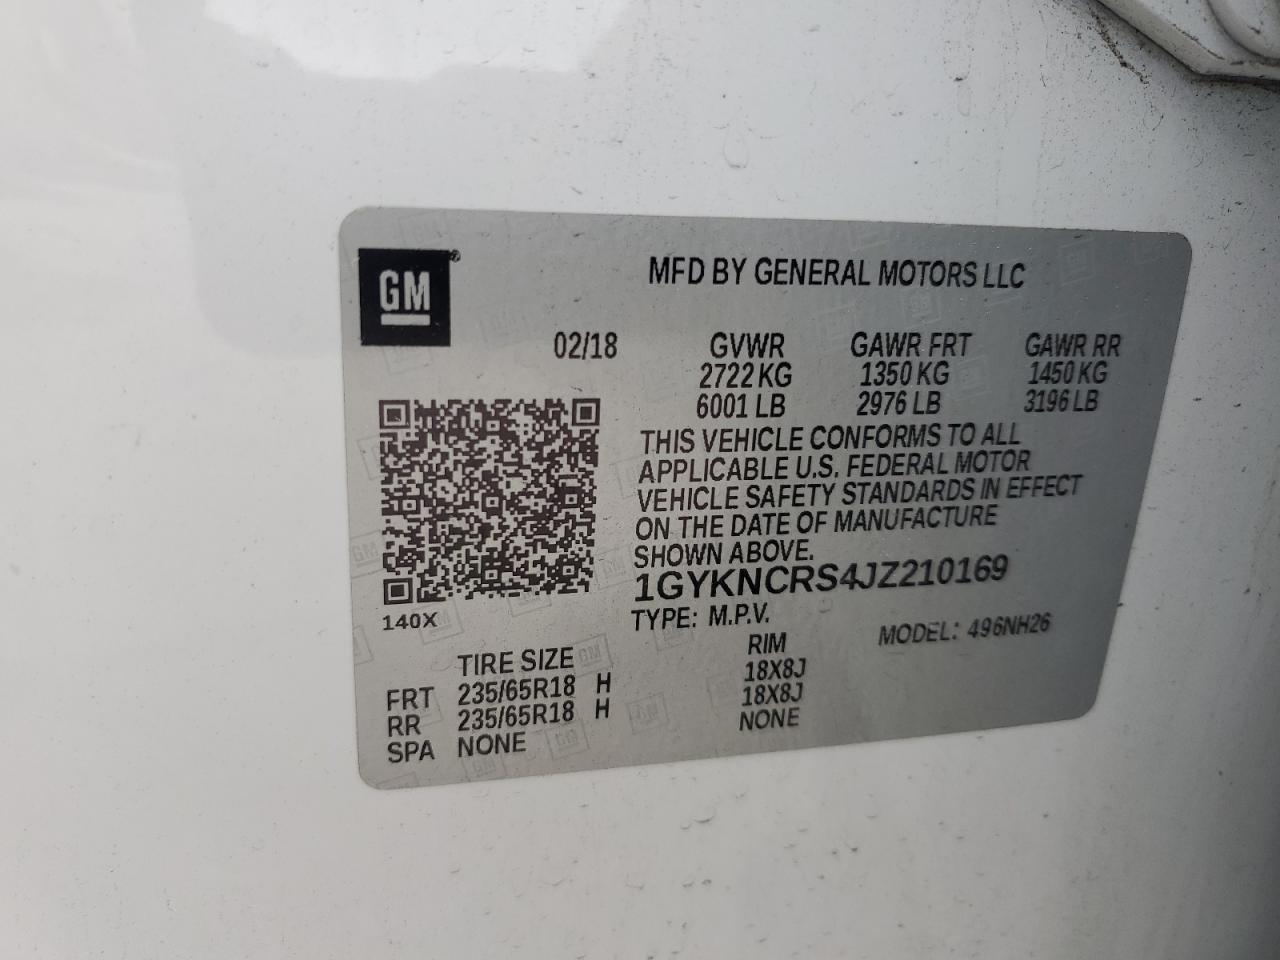 GM
MFD BY GENERAL MOTORS LLC
02/18 GVWR GAWR FRT GAWR RR
2722 KG 1350 KG 1450 KG
6001 LB 2976 LB 3196 LB
THIS VEHICLE CONFORMS TO ALL
APPLICABLE U.S. FEDERAL MOTOR
VEHICLE SAFETY STANDARDS IN EFFECT
ON THE DATE OF MANUFACTURE
SHOWN ABOVE.
1GYKNCRS4JZ210169
140X
TYPE: M.P.V. MODEL: 496NH26
TIRE SIZE RIM
FRT 235/65R18 H 18X8J
RR 235/65R18 H 18X8J
SPA NONE NONE